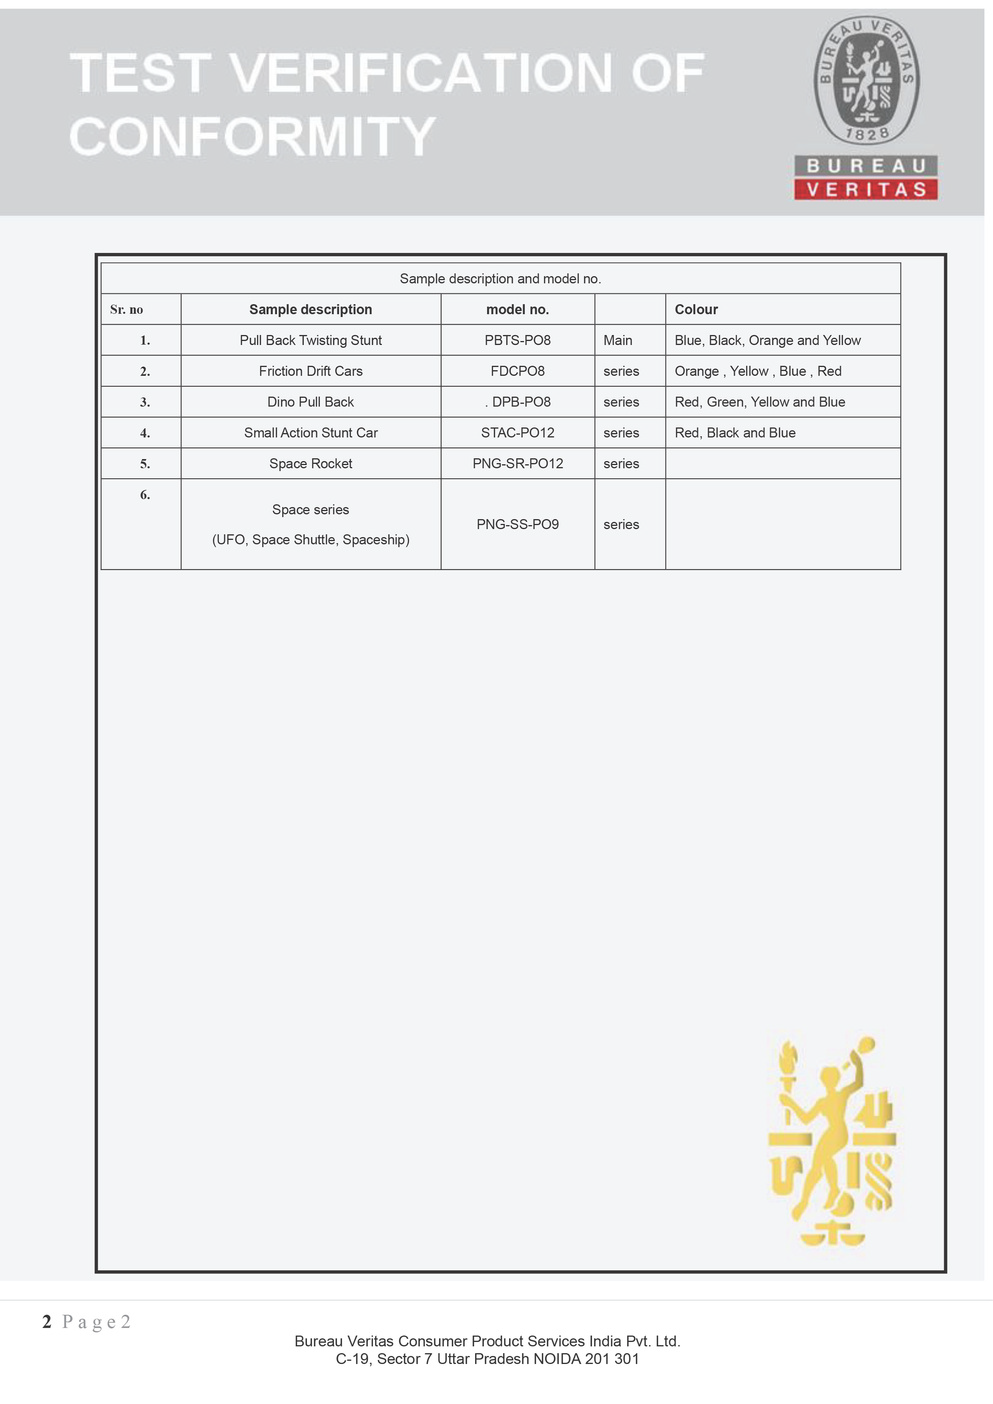 TEST VERIFICATION OF
CONFORMITY
BUREAU VERITAS
1828
BUREAU
VERITAS
Sample description and model no.
Sr. no Sample description model no. Colour
1. Pull Back Twisting Stunt PBTS-PO8 Main Blue, Black, Orange and Yellow
2. Friction Drift Cars FDCPO8 series Orange , Yellow , Blue , Red
3. Dino Pull Back . DPB-PO8 series Red, Green, Yellow and Blue
4. Small Action Stunt Car STAC-PO12 series Red, Black and Blue
5. Space Rocket PNG-SR-PO12 series
6. Space series
(UFO, Space Shuttle, Spaceship) PNG-SS-PO9 series
2 Page2
Bureau Veritas Consumer Product Services India Pvt. Ltd.
C-19, Sector 7 Uttar Pradesh NOIDA 201 301